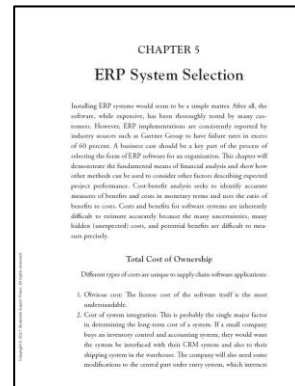 CHAPTER 5
ERP System Selection
Installing ERP systems would seem to be a simple matter. After all, the
software, while expensive, has been thoroughly tested by many cus-
tomers. However, ERP implementations are consistently reported by
industry sources such as Gartner Group to have failure rates in excess
of 60 percent. A business case should be a key part of the process of
selecting the form of ERP software for an organization. This chapter will
demonstrate the fundamental means of financial analysis and show how
other methods can be used to consider other factors describing expected
project performance. Cost-benefit analysis seeks to identify accurate
measures of benefits and costs in monetary terms and uses the ratio of
benefits to costs. Costs and benefits for software systems are inherently
difficult to estimate accurately because the many uncertainties, many
hidden (unexpected) costs, and potential benefits are difficult to mea-
sure precisely.
Total Cost of Ownership
Different types of costs are unique to supply chain software applications:
1. Obvious cost: The license cost of the software itself is the most
understandable.
2. Cost of system integration: This is probably the single major factor
in determining the long-term cost of a system. If a small company
buys an inventory control and accounting system, they would want
the system be interfaced with their CRM system and also to their
shipping system in the warehouse. The company will also need some
modifications to the central part order entry system, which interacts
Copyright 2017. Business Expert Press. All rights reserved.